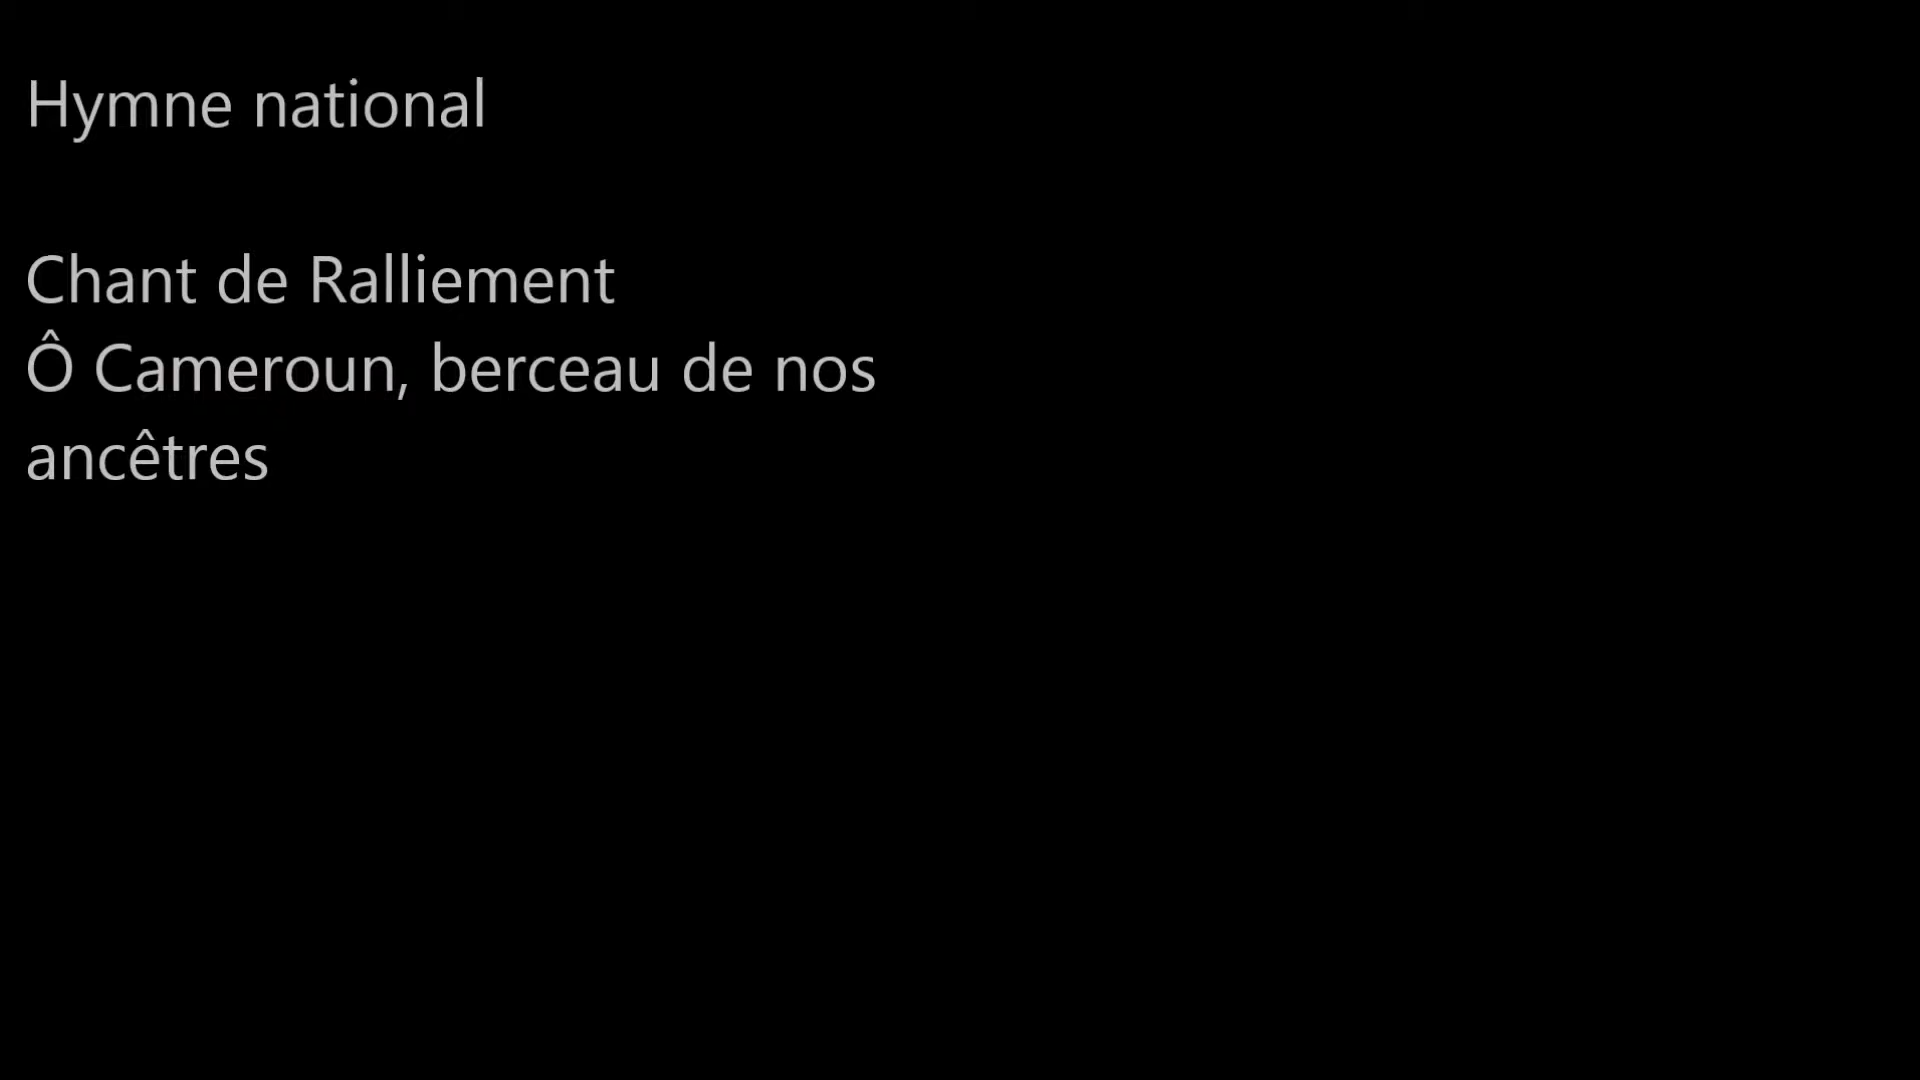 Hymne national
Chant de Ralliement
Ô Cameroun, berceau de nos
ancêtres